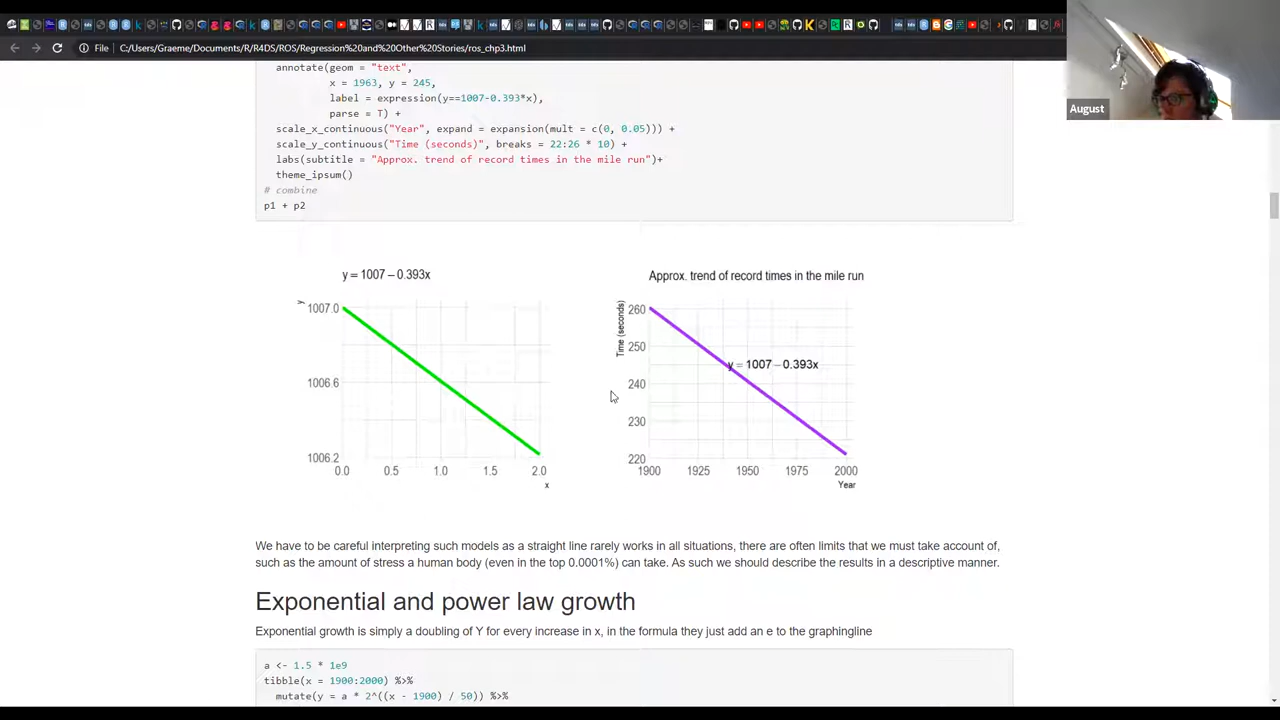 File C:/Users/Graeme/Documents/R/R4DS/ROS/Regression%20and%20Other%20Stories/ros_chp3.html
August
annotate(geom = "text",
x = 1963, y = 245,
label = expression(y==1007-0.393*x),
parse = T) +
scale_x_continuous("Year", expand = expansion(mult = c(0, 0.05))) +
scale_y_continuous("Time (seconds)", breaks = 22:26 * 10) +
labs(subtitle = "Approx. trend of record times in the mile run")+
theme_ipsum()
# combine
p1 + p2
y = 1007 – 0.393x
y
1007.0
1006.6
1006.2
0.0 0.5 1.0 1.5 2.0
x
Approx. trend of record times in the mile run
Time (seconds)
260
250
240
230
220
y = 1007 – 0.393x
1900 1925 1950 1975 2000
Year
We have to be careful interpreting such models as a straight line rarely works in all situations, there are often limits that we must take account of,
such as the amount of stress a human body (even in the top 0.0001%) can take. As such we should describe the results in a descriptive manner.
Exponential and power law growth
Exponential growth is simply a doubling of Y for every increase in x, in the formula they just add an e to the graphingline
a <- 1.5 * 1e9
tibble(x = 1900:2000) %>%
mutate(y = a * 2^((x - 1900) / 50)) %>%